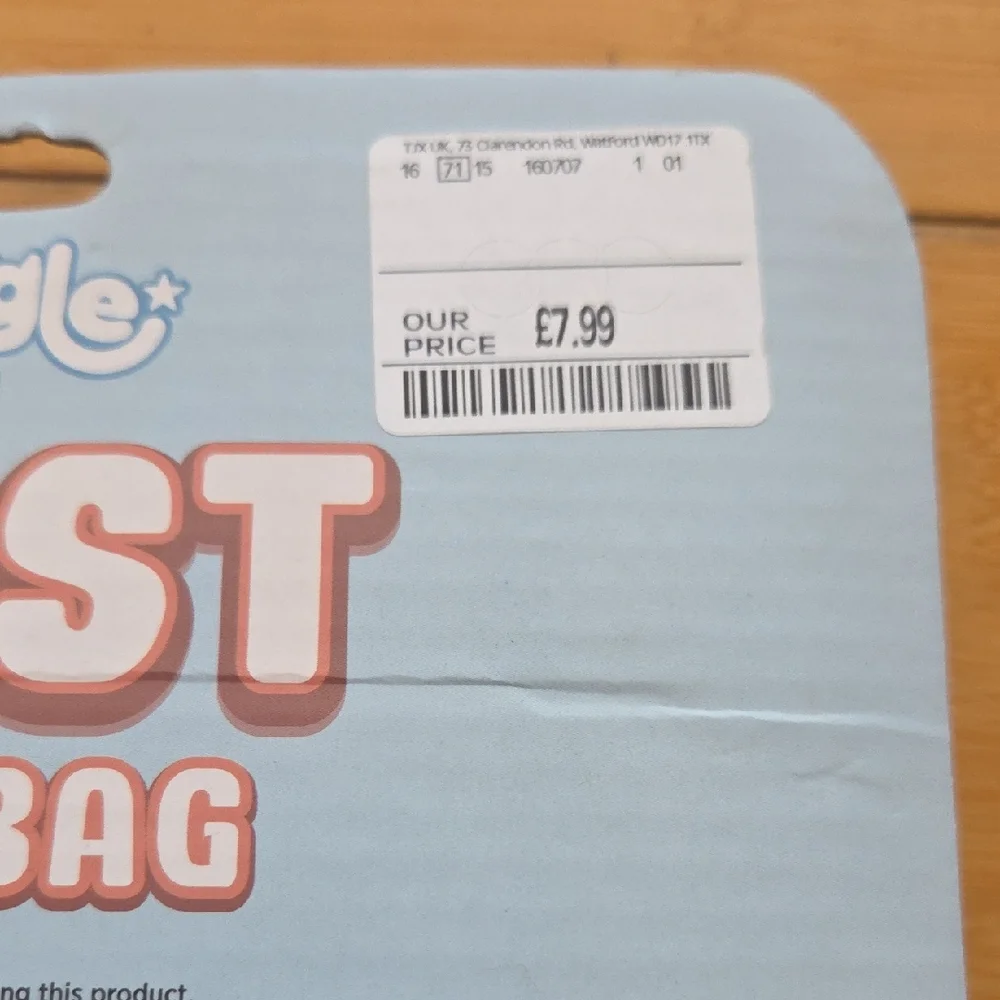 TJX UK, 73 Clarendon Rd, Watford WD17 1TX
16 71 15 160707 1 01
OUR PRICE £7.99
gle
ST
BAG
ng this product.